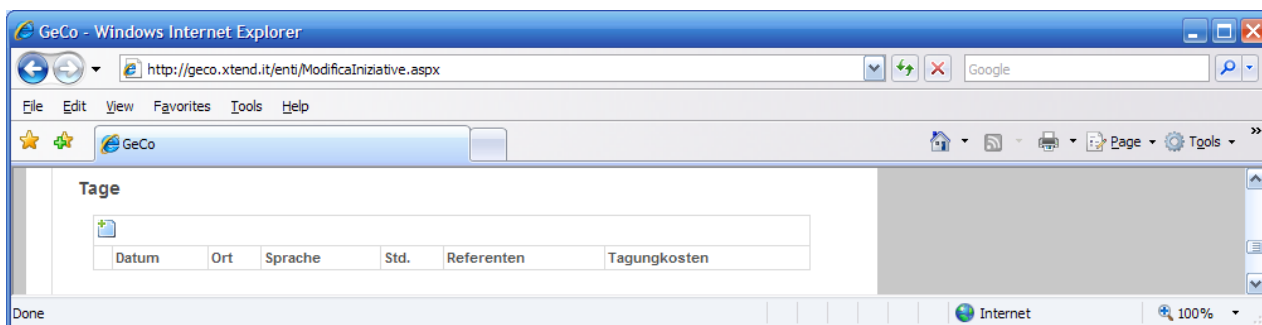 GeCo - Windows Internet Explorer
http://geco.xtend.it/enti/ModificaIniziative.aspx Google
File Edit View Favorites Tools Help
GeCo Page Tools »
Tage
Datum Ort Sprache Std. Referenten Tagungkosten
Done Internet 100%